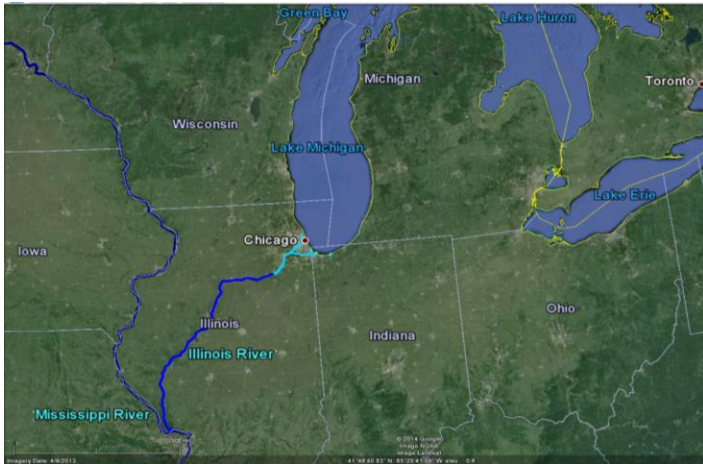 Green Bay
Lake Huron
Michigan
Toronto
Wisconsin
Lake Michigan
Lake Erie
Chicago
Iowa
Ohio
Illinois
Indiana
Illinois River
Mississippi River
© 2014 Google
Image NOAA
Image Landsat
Imagery Date: 4/9/2013